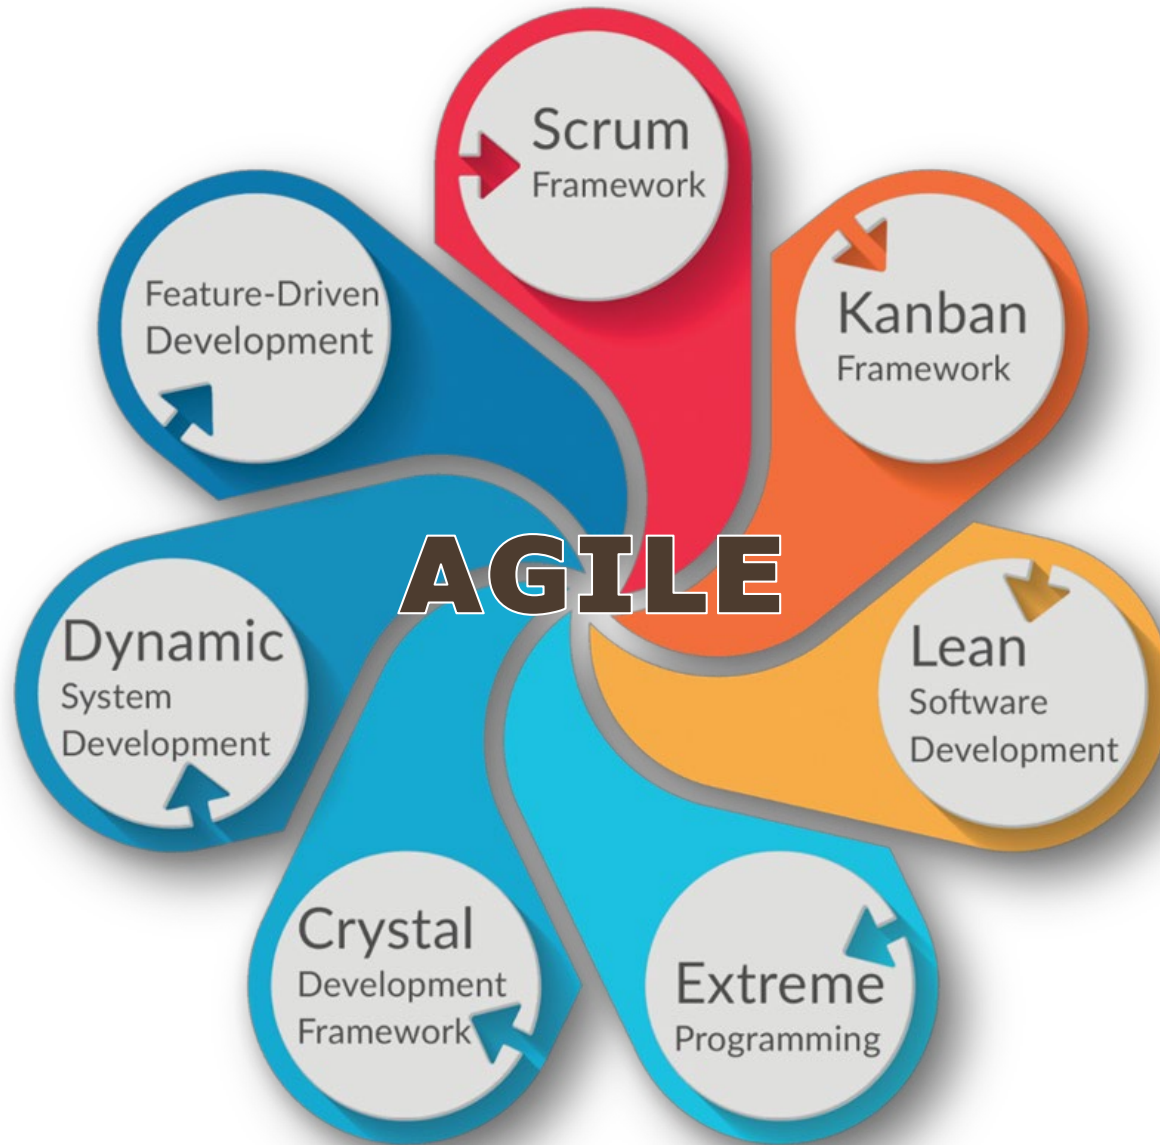 Scrum
Framework
Kanban
Framework
Lean
Software
Development
Extreme
Programming
Crystal
Development
Framework
Dynamic
System
Development
Feature-Driven
Development
AGILE